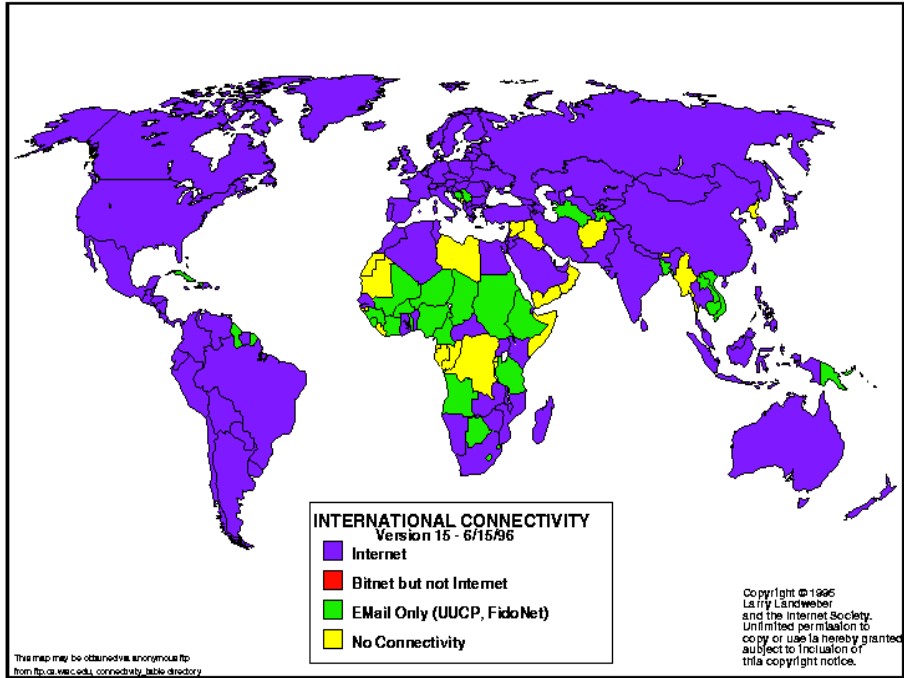 INTERNATIONAL CONNECTIVITY
Version 15 - 6/15/96
Internet
Bitnet but not Internet
EMail Only (UUCP, FidoNet)
No Connectivity
Copyright © 1996
Larry Landweber
and the Internet Society.
Unlimited permission to
copy or use is hereby granted
subject to inclusion of
this copyright notice.
This map may be obtained via anonymous ftp
from ftp.cs.wisc.edu, connectivity_table directory